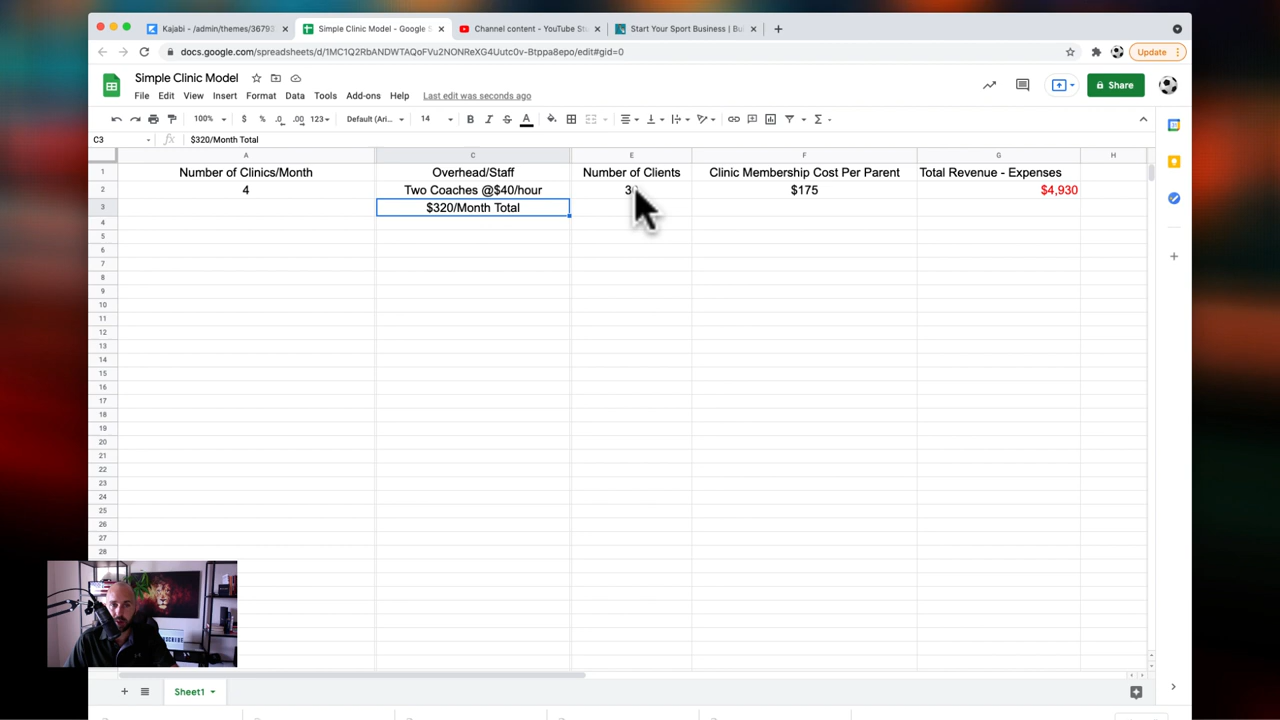 Kajabi - /admin/themes/36793
Simple Clinic Model - Google S
Channel content - YouTube St
Start Your Sport Business | Bu
docs.google.com/spreadsheets/d/1MC1Q2RbANDWTAQoFVu2NONReXG4Uutc0v-Btppa8epo/edit#gid=0
Update
Simple Clinic Model
File Edit View Insert Format Data Tools Add-ons Help Last edit was seconds ago
Share
100% $ % .0 .00 123 Default (Ari... 14 B I S A
C3 fx $320/Month Total
A C E F G H
1 Number of Clinics/Month Overhead/Staff Number of Clients Clinic Membership Cost Per Parent Total Revenue - Expenses
2 4 Two Coaches @$40/hour $175 $4,930
3 $320/Month Total
4
5
6
7
8
9
10
11
12
13
14
15
16
17
18
19
20
21
22
23
24
25
26
27
28
Sheet1